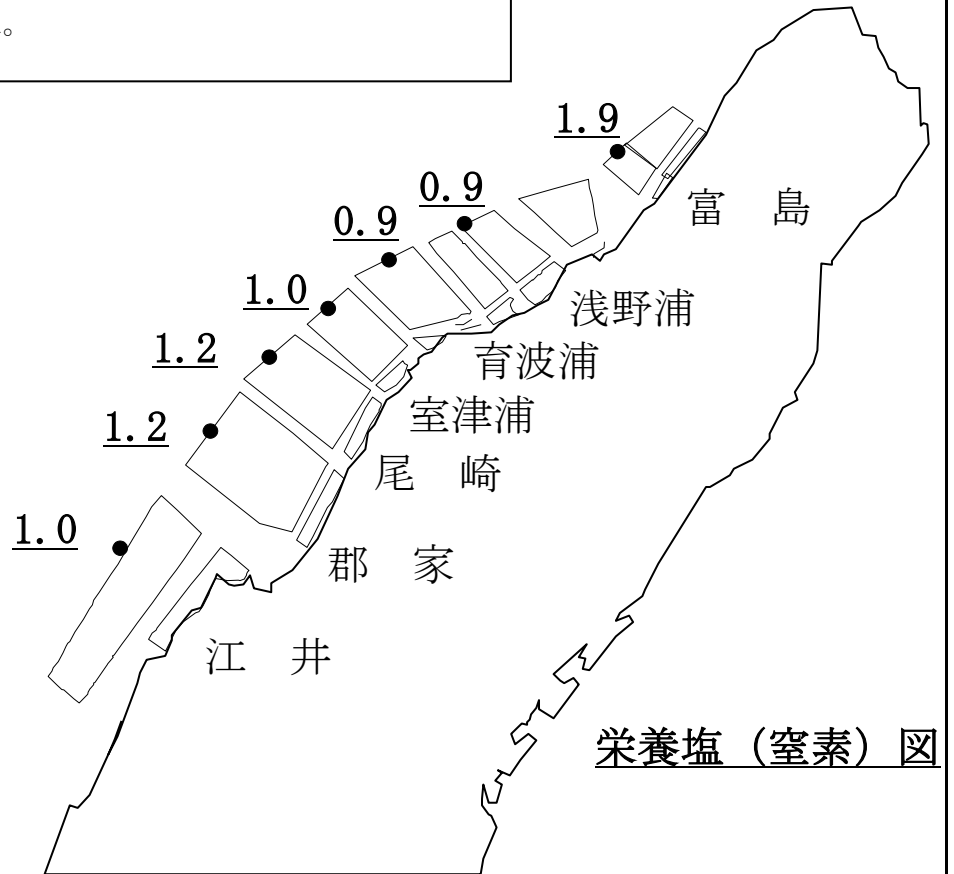 。
1.9
0.9
0.9
1.0
1.2
1.2
1.0
富　島
浅野浦
育波浦
室津浦
尾　崎
郡　家
江　井
栄養塩（窒素）図